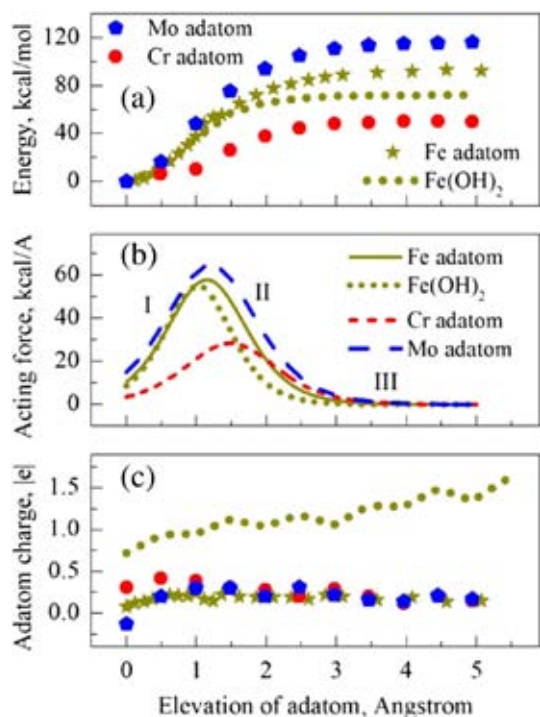 120
80
40
0
Energy, kcal/mol
Mo adatom
Cr adatom
(a)
Fe adatom
Fe(OH)2
60
40
20
0
Acting force, kcal/A
(b)
Fe adatom
Fe(OH)2
Cr adatom
Mo adatom
I
II
III
1.5
1.0
0.5
0.0
Adatom charge, |e|
(c)
0 1 2 3 4 5
Elevation of adatom, Angstrom